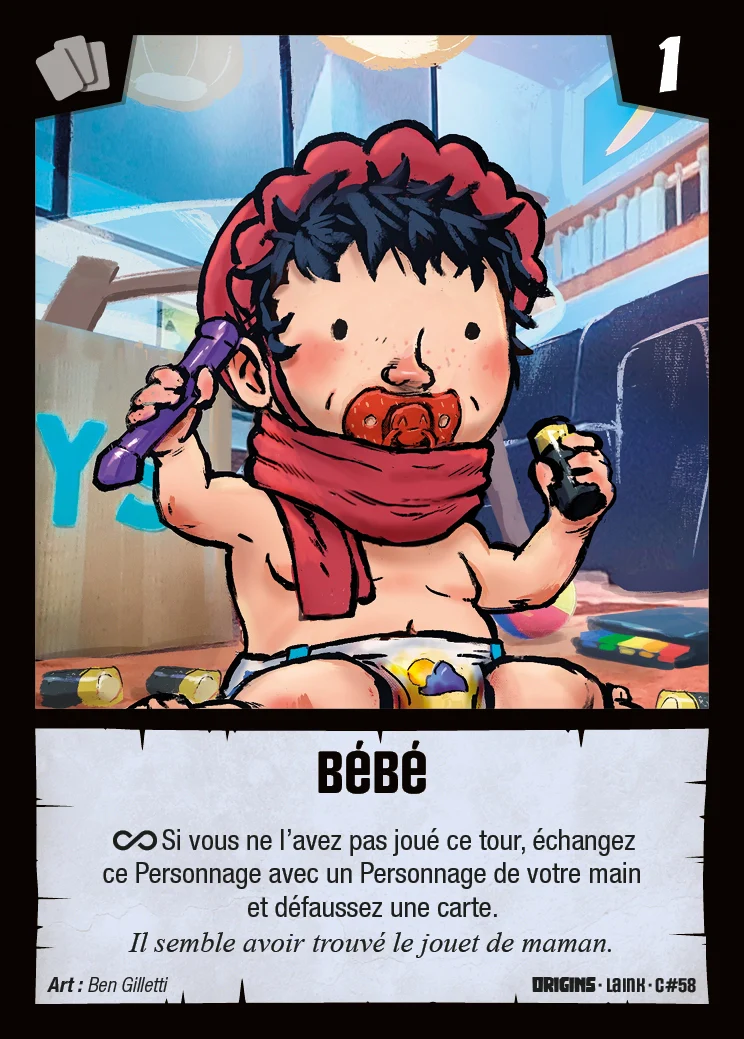 1
YS
BéBé
∞ Si vous ne l'avez pas joué ce tour, échangez
ce Personnage avec un Personnage de votre main
et défaussez une carte.
Il semble avoir trouvé le jouet de maman.
Art : Ben Gilletti
ORIGINS · Laink · C#58